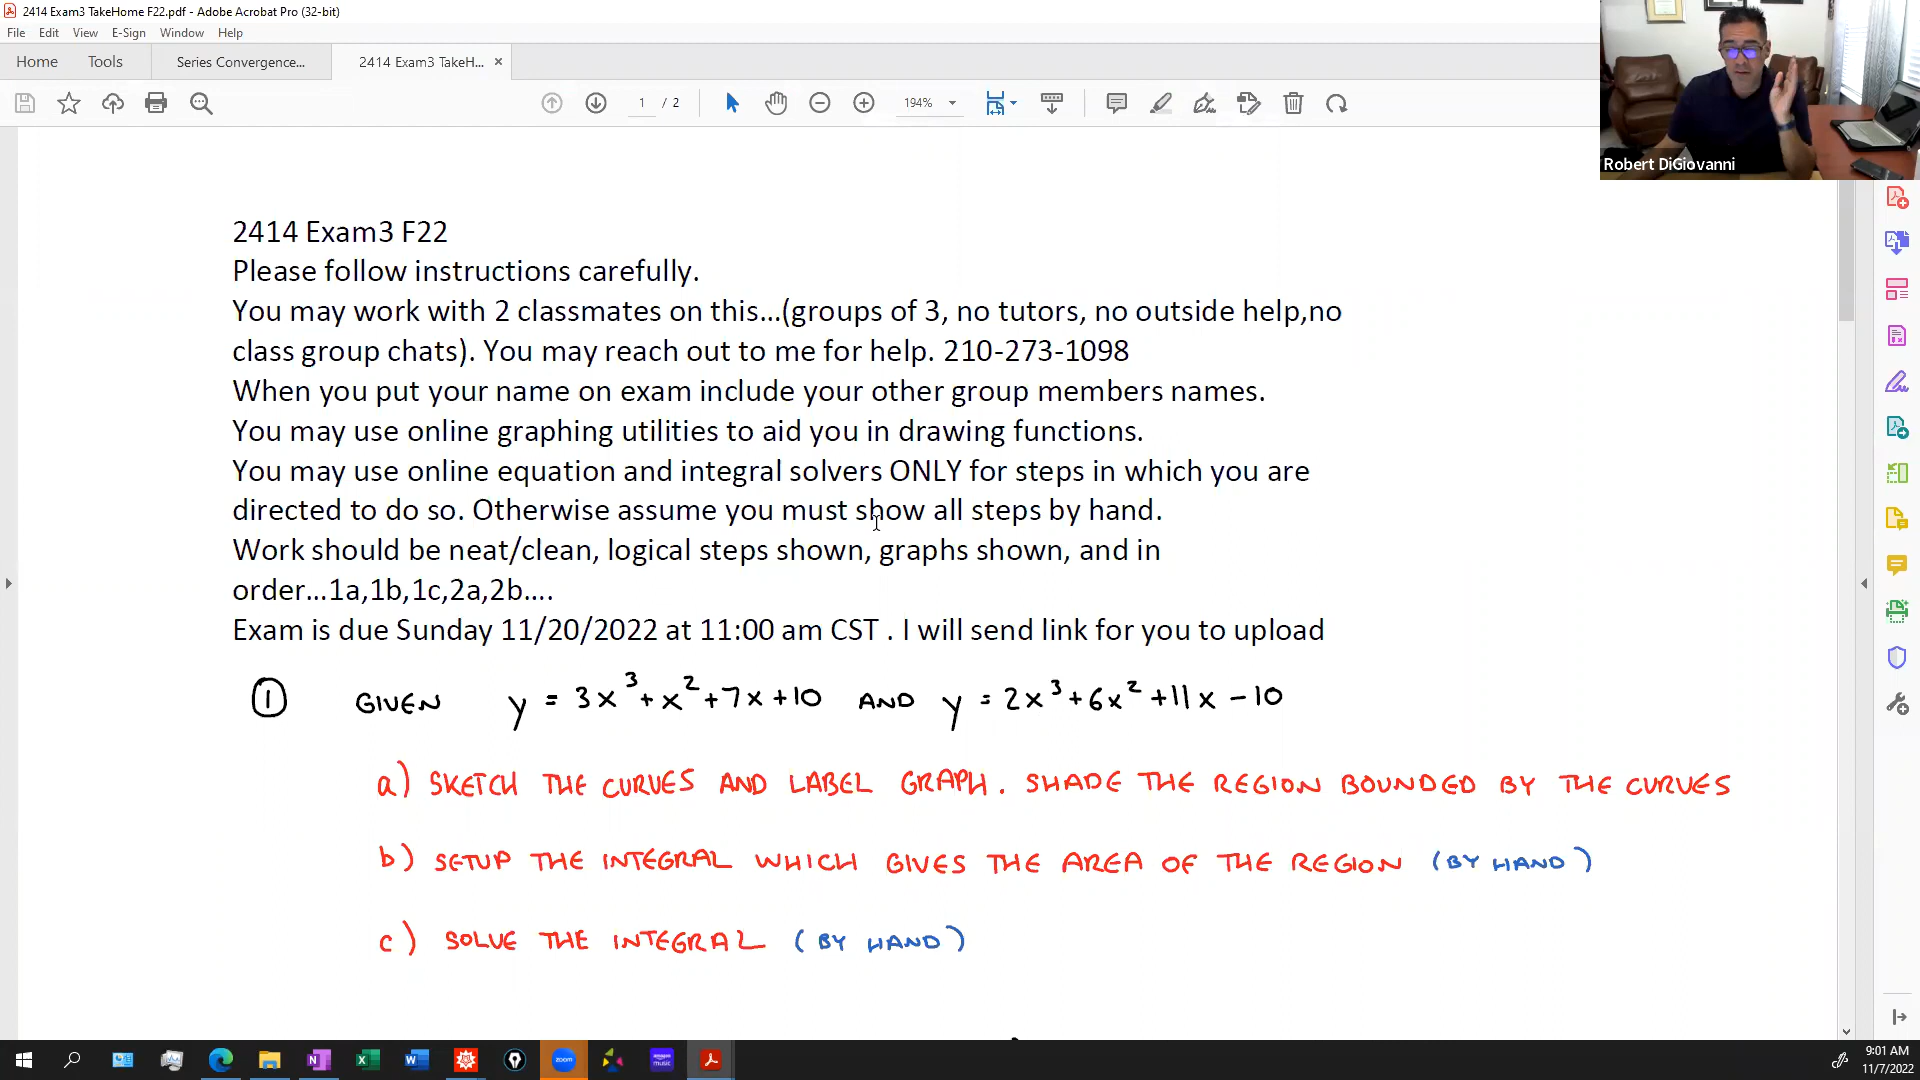 2414 Exam3 TakeHome F22.pdf - Adobe Acrobat Pro (32-bit)
File Edit View E-Sign Window Help
Home Tools Series Convergence... 2414 Exam3 TakeH... ×
1 / 2 194%
Robert DiGiovanni
2414 Exam3 F22
Please follow instructions carefully.
You may work with 2 classmates on this...(groups of 3, no tutors, no outside help,no
class group chats). You may reach out to me for help. 210-273-1098
When you put your name on exam include your other group members names.
You may use online graphing utilities to aid you in drawing functions.
You may use online equation and integral solvers ONLY for steps in which you are
directed to do so. Otherwise assume you must show all steps by hand.
Work should be neat/clean, logical steps shown, graphs shown, and in
order...1a,1b,1c,2a,2b....
Exam is due Sunday 11/20/2022 at 11:00 am CST . I will send link for you to upload
① GIVEN y = 3x³+x²+7x+10 AND y = 2x³+6x²+11x-10
a) SKETCH THE CURVES AND LABEL GRAPH. SHADE THE REGION BOUNDED BY THE CURVES
b) SETUP THE INTEGRAL WHICH GIVES THE AREA OF THE REGION (BY HAND)
c) SOLVE THE INTEGRAL (BY HAND)
zoom
amazon music
9:01 AM
11/7/2022